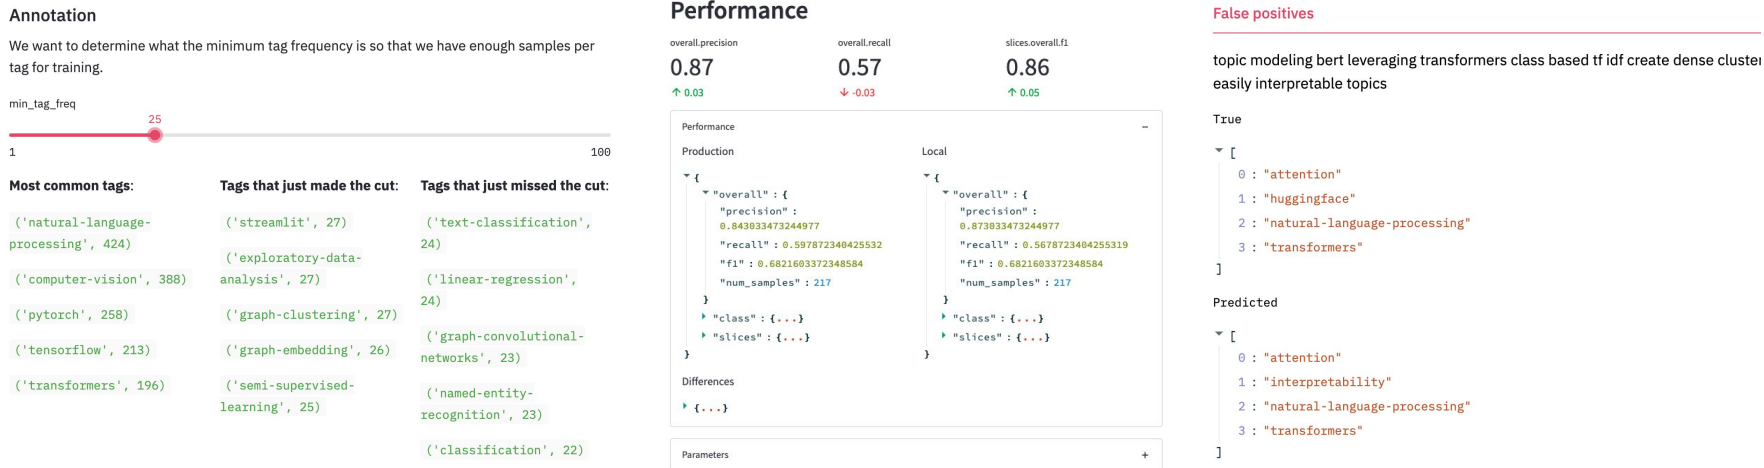 Annotation
We want to determine what the minimum tag frequency is so that we have enough samples per
tag for training.
min_tag_freq
25
1
100
Most common tags:
('natural-language-
processing', 424)
('computer-vision', 388)
('pytorch', 258)
('tensorflow', 213)
('transformers', 196)
Tags that just made the cut:
('streamlit', 27)
('exploratory-data-
analysis', 27)
('graph-clustering', 27)
('graph-embedding', 26)
('semi-supervised-
learning', 25)
Tags that just missed the cut:
('text-classification',
24)
('linear-regression',
24)
('graph-convolutional-
networks', 23)
('named-entity-
recognition', 23)
('classification', 22)
Performance
overall.precision
0.87
↑ 0.03
overall.recall
0.57
↓ -0.03
slices.overall.f1
0.86
↑ 0.05
Performance
−
Production
{
"overall" : {
"precision" :
0.843033473244977
"recall" : 0.597872340425532
"f1" : 0.6821603372348584
"num_samples" : 217
}
"class" : {...}
"slices" : {...}
}
Local
{
"overall" : {
"precision" :
0.873033473244977
"recall" : 0.5678723404255319
"f1" : 0.6821603372348584
"num_samples" : 217
}
"class" : {...}
"slices" : {...}
}
Differences
{...}
Parameters
+
False positives
topic modeling bert leveraging transformers class based tf idf create dense cluster
easily interpretable topics
True
[
0 : "attention"
1 : "huggingface"
2 : "natural-language-processing"
3 : "transformers"
]
Predicted
[
0 : "attention"
1 : "interpretability"
2 : "natural-language-processing"
3 : "transformers"
]